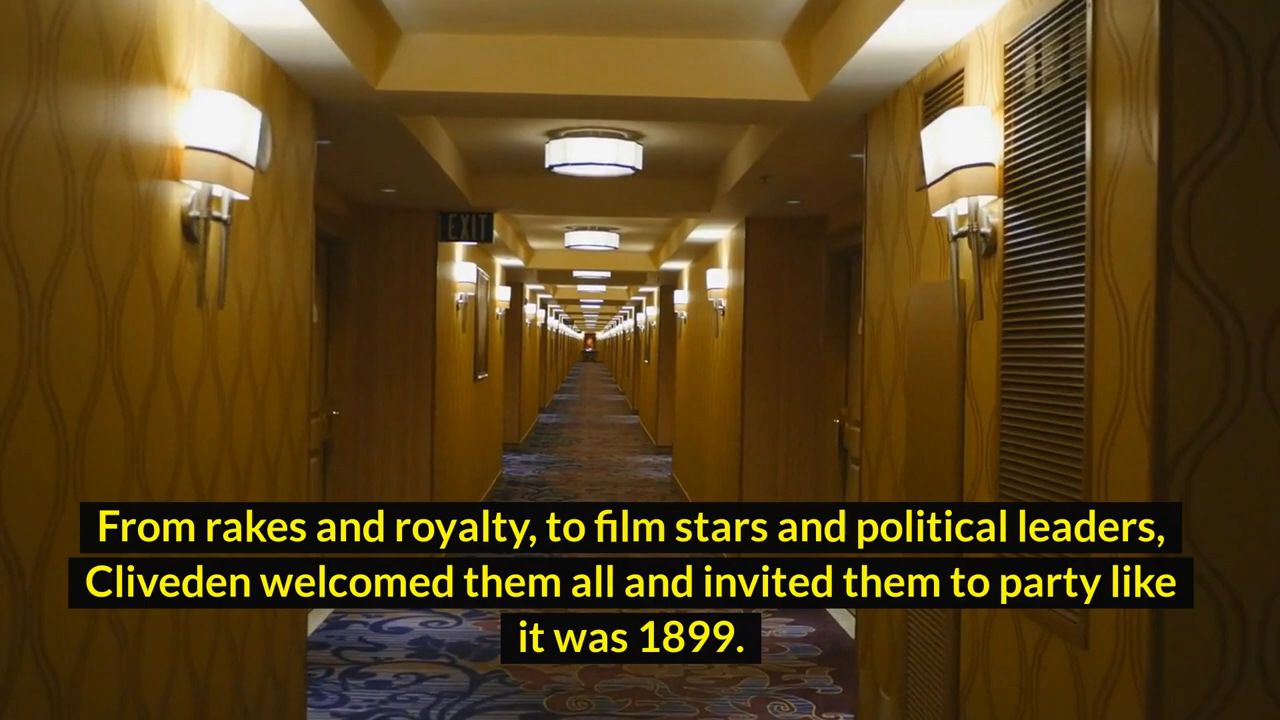 EXIT
From rakes and royalty, to film stars and political leaders,
Cliveden welcomed them all and invited them to party like
it was 1899.